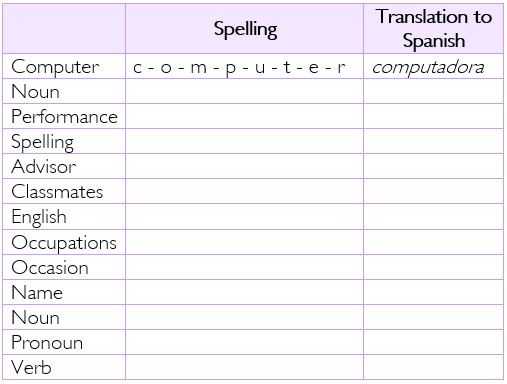 Spelling Translation to Spanish
Computer c - o - m - p - u - t - e - r computadora
Noun
Performance
Spelling
Advisor
Classmates
English
Occupations
Occasion
Name
Noun
Pronoun
Verb